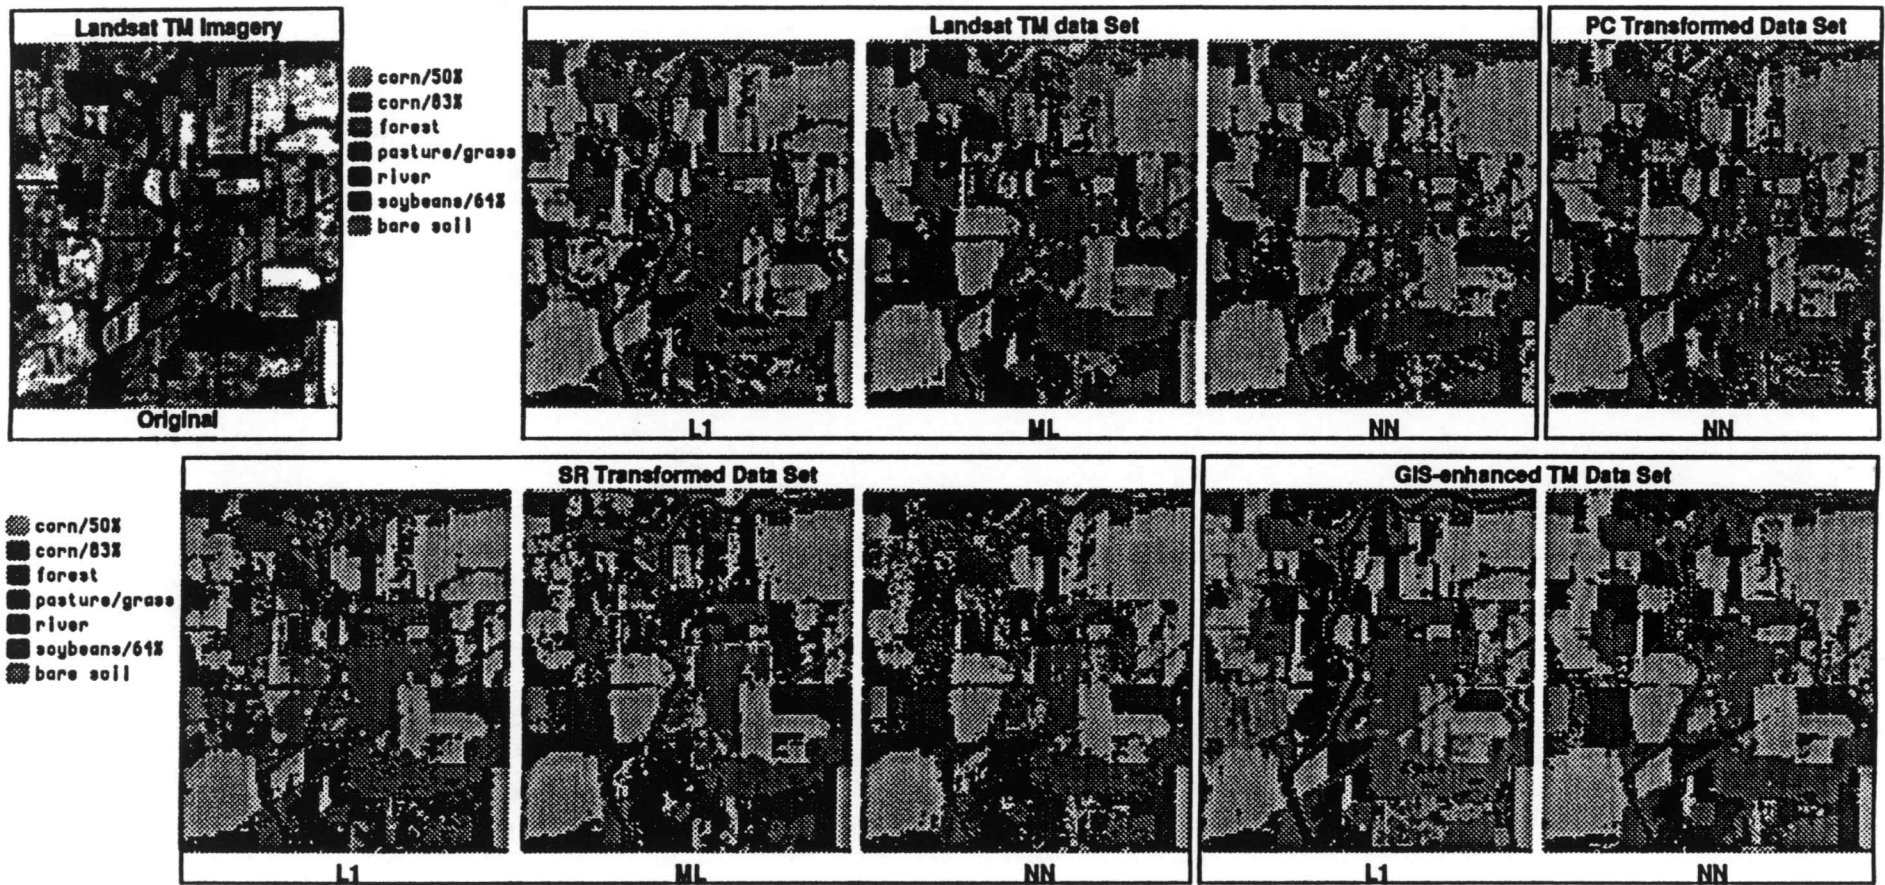 Landsat TM Imagery
Original
corn/50%
corn/83%
forest
pasture/grass
river
soybeans/64%
bare soil
Landsat TM data Set
L1
ML
NN
PC Transformed Data Set
NN
corn/50%
corn/83%
forest
pasture/grass
river
soybeans/64%
bare soil
SR Transformed Data Set
L1
ML
NN
GIS-enhanced TM Data Set
L1
NN